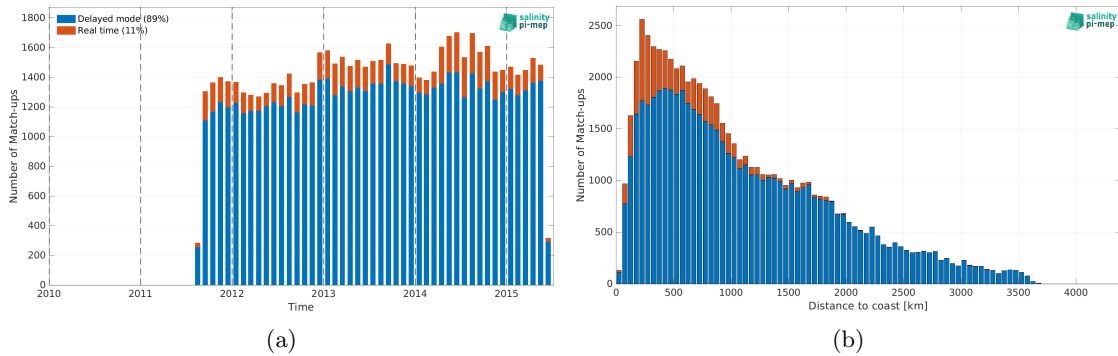 Delayed mode (89%)
Real time (11%)
salinity
pi-mep
Number of Match-ups
1800
1600
1400
1200
1000
800
600
400
200
0
2010
2011
2012
2013
2014
2015
Time
(a)
salinity
pi-mep
Number of Match-ups
2500
2000
1500
1000
500
0
0
500
1000
1500
2000
2500
3000
3500
4000
Distance to coast [km]
(b)